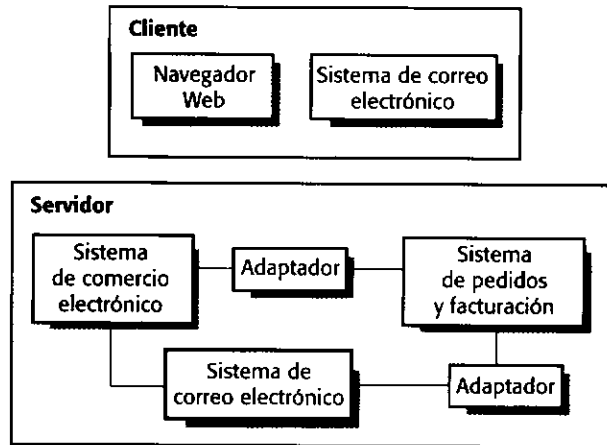 Cliente
Navegador
Web
Sistema de correo
electrónico
Servidor
Sistema
de comercio
electrónico
Adaptador
Sistema
de pedidos
y facturación
Sistema de
correo electrónico
Adaptador